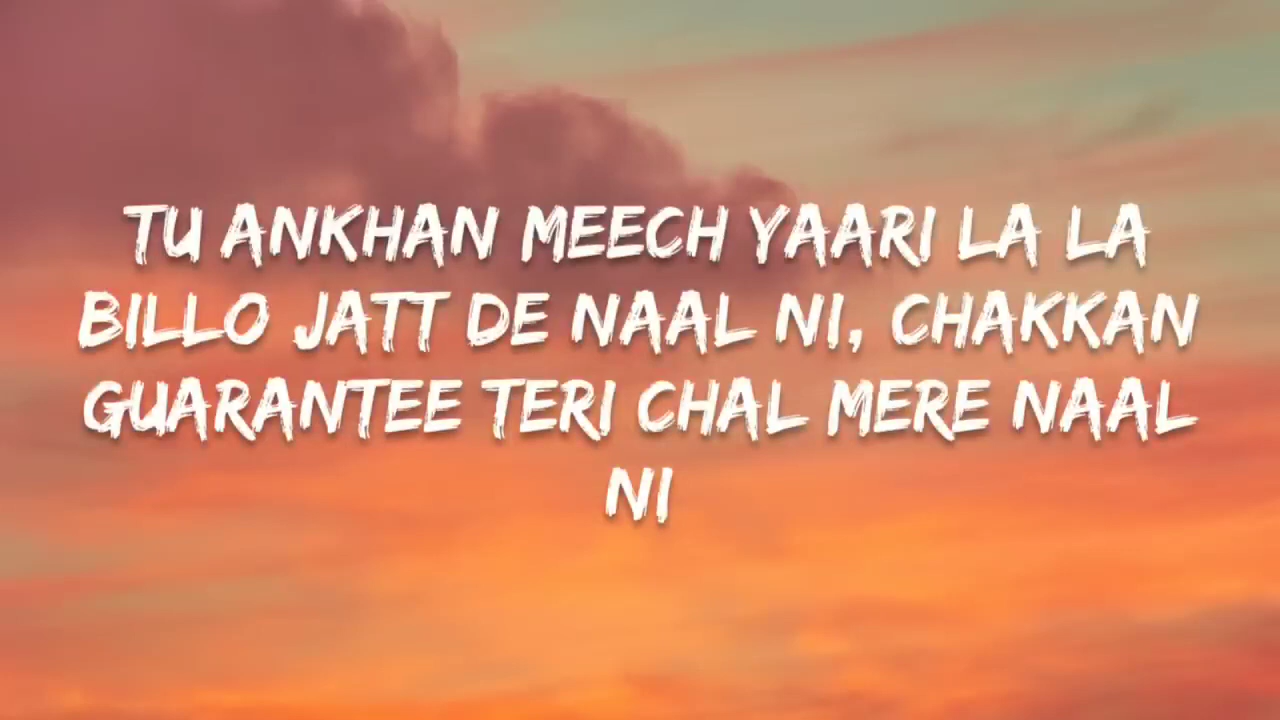 TU ANKHAN MEECH YAARI LA LA
BILLO JATT DE NAAL NI, CHAKKAN
GUARANTEE TERI CHAL MERE NAAL
NI